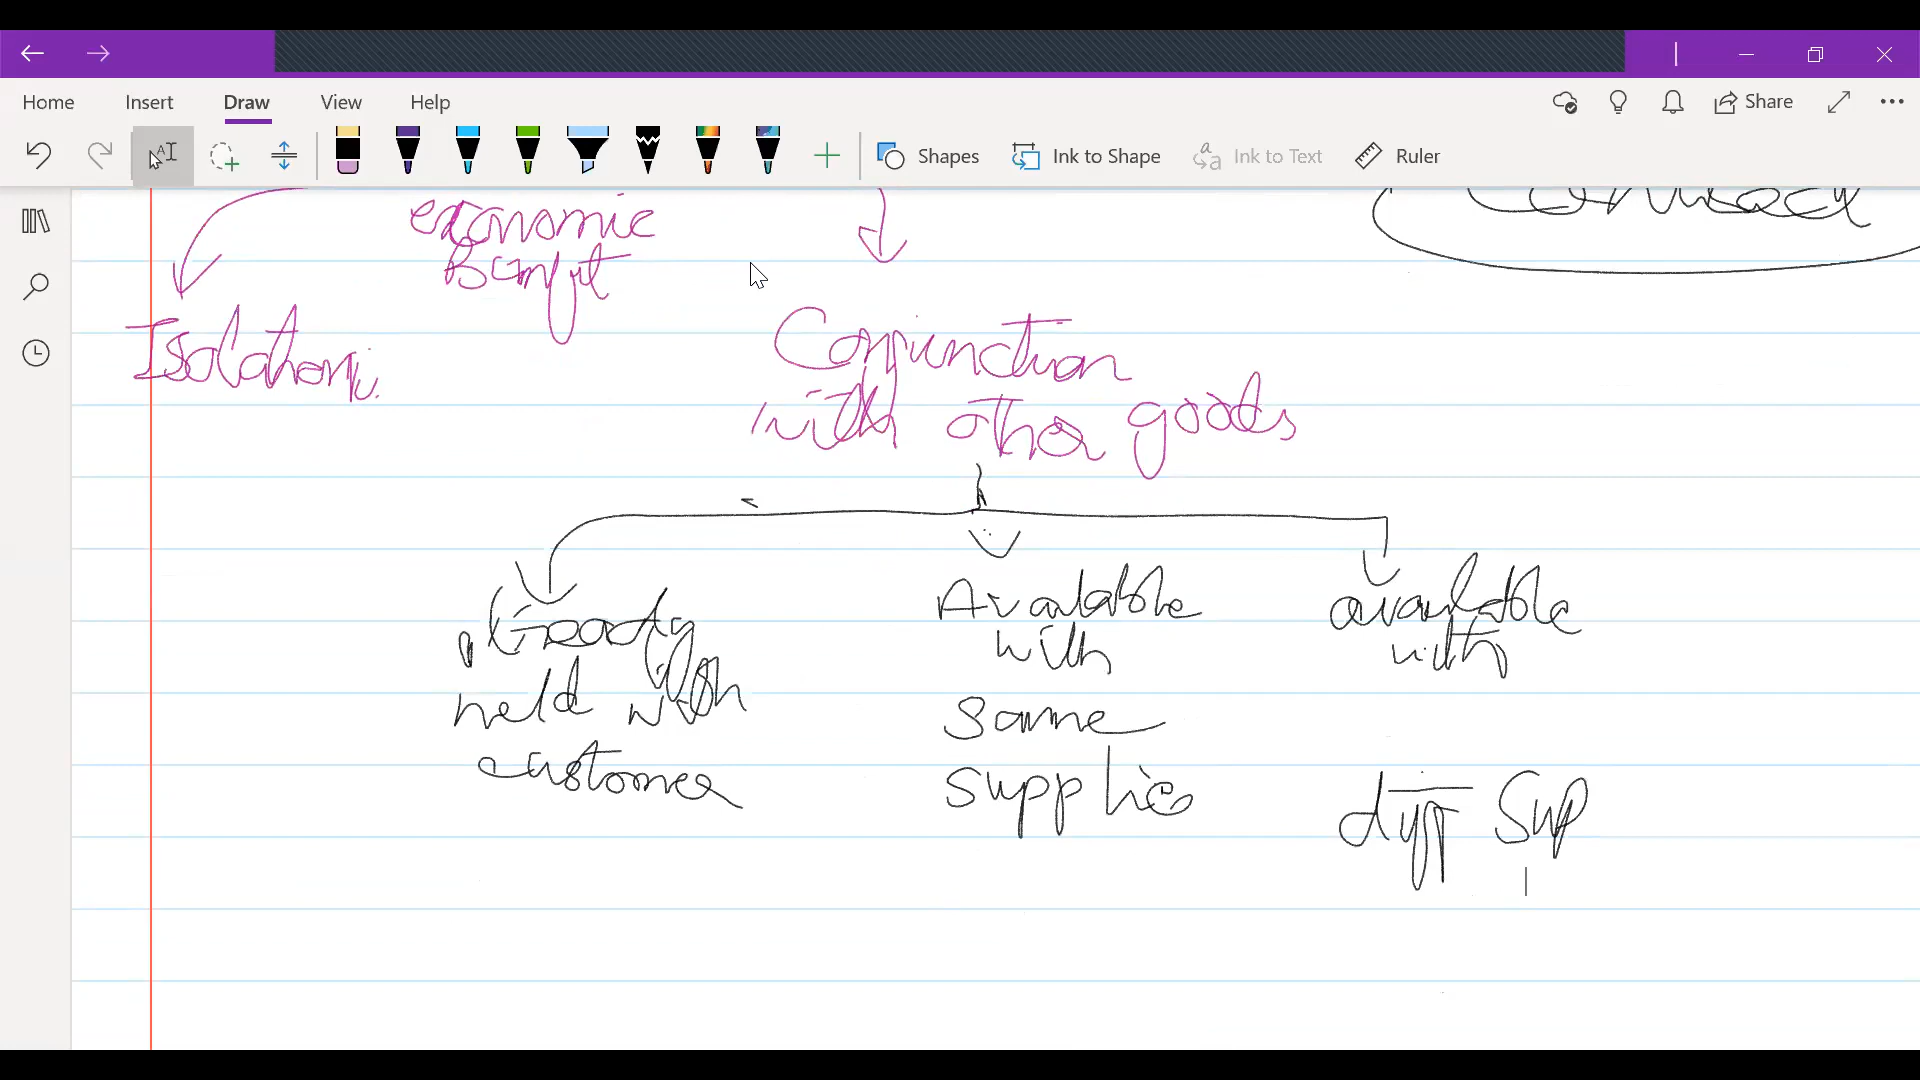 Home Insert Draw View Help
Share
Shapes Ink to Shape Ink to Text Ruler
economic
Benefit
Isolation
Conjunction
with other goods
already
held with
customer
Available
with
same
supplier
available
with
diff Sup